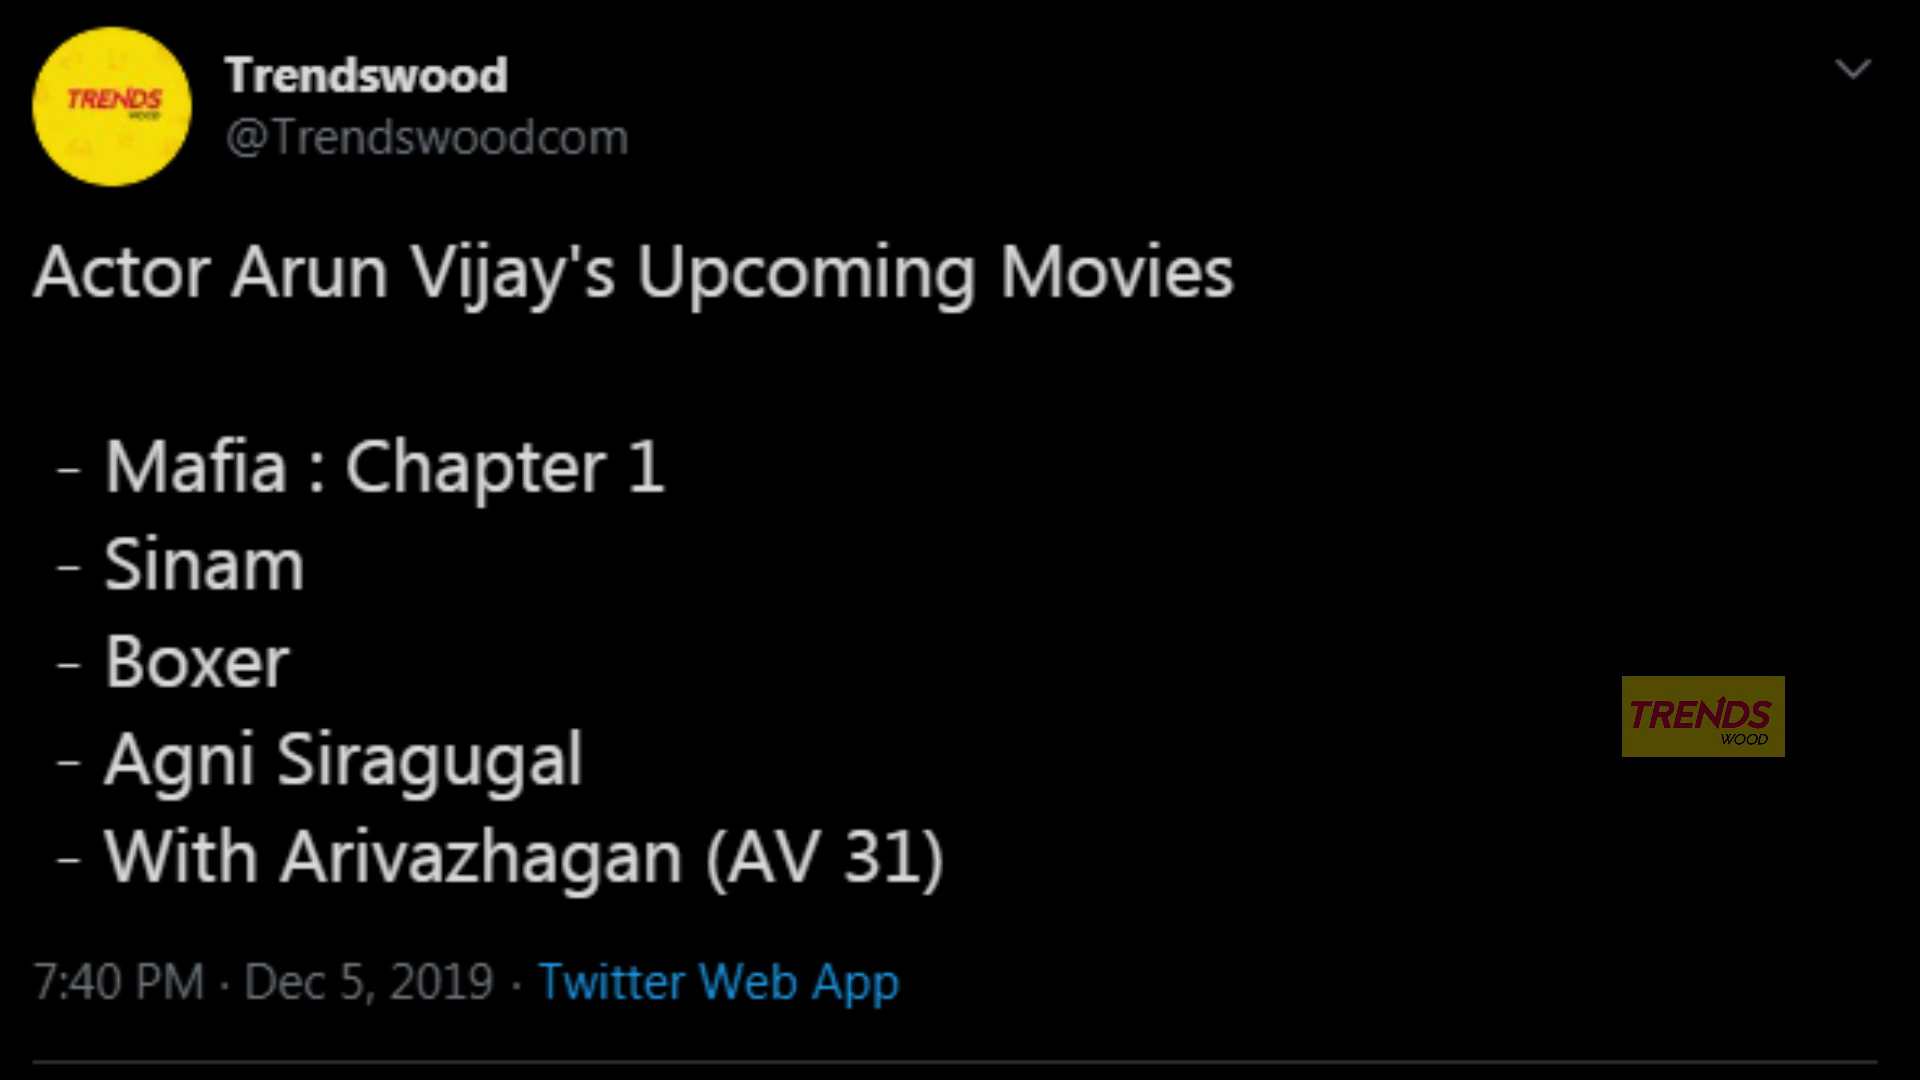 TRENDS
WOOD
Trendswood
@Trendswoodcom
Actor Arun Vijay's Upcoming Movies
- Mafia : Chapter 1
- Sinam
- Boxer
- Agni Siragugal
- With Arivazhagan (AV 31)
TRENDS
WOOD
7:40 PM · Dec 5, 2019 · Twitter Web App